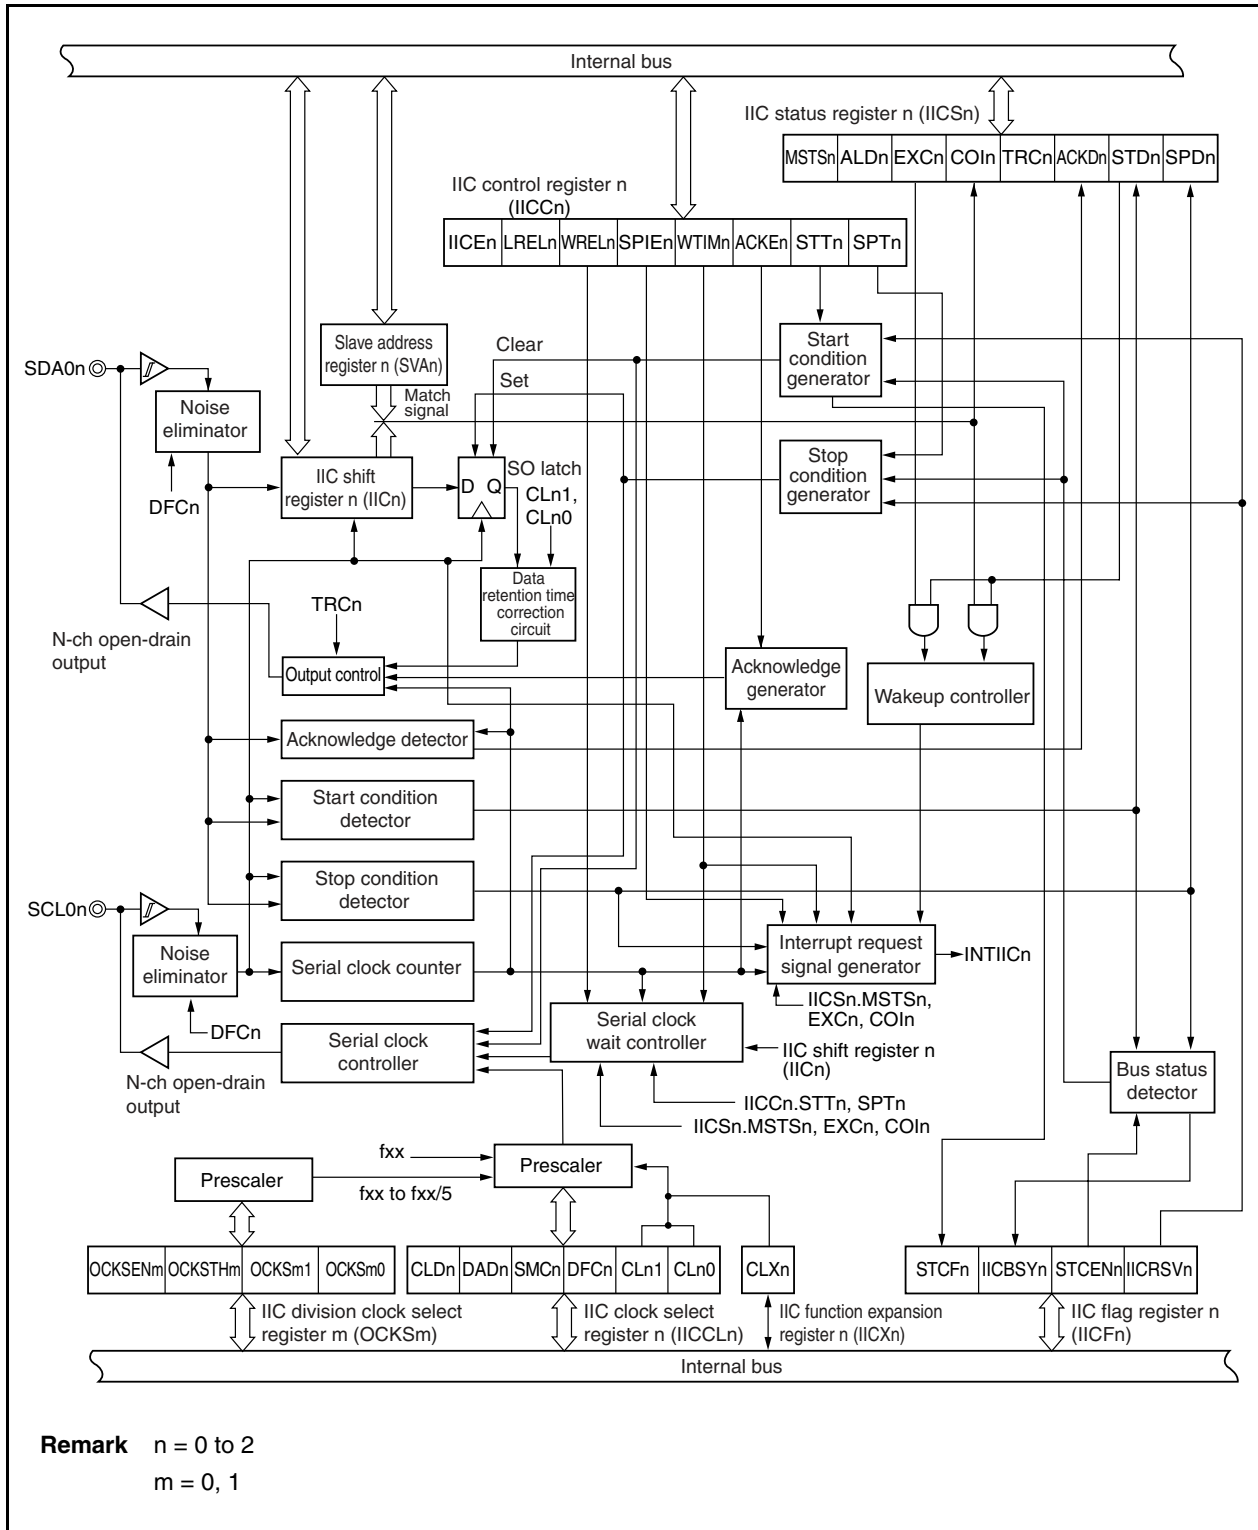 Internal bus
IIC status register n (IICSn)
MSTSn ALDn EXCn COIn TRCn ACKDn STDn SPDn
IIC control register n
(IICCn)
IICEn LRELn WRELn SPIEn WTIMn ACKEn STTn SPTn
SDA0n
Slave address
register n (SVAn)
Clear
Set
Match
signal
Start
condition
generator
Noise
eliminator
DFCn
IIC shift
register n (IICn)
D Q
SO latch
CLn1,
CLn0
Stop
condition
generator
Data
retention time
correction
circuit
TRCn
N-ch open-drain
output
Output control
Acknowledge
generator
Wakeup controller
Acknowledge detector
Start condition
detector
Stop condition
detector
SCL0n
Noise
eliminator
DFCn
Serial clock counter
Interrupt request
signal generator
INTIICn
IICSn.MSTSn,
EXCn, COIn
Serial clock
controller
Serial clock
wait controller
IIC shift register n
(IICn)
N-ch open-drain
output
IICCn.STTn, SPTn
IICSn.MSTSn, EXCn, COIn
Bus status
detector
Prescaler
fxx
fxx to fxx/5
Prescaler
OCKSENm OCKSTHm OCKSm1 OCKSm0
CLDn DADn SMCn DFCn CLn1 CLn0
CLXn
STCFn IICBSYn STCENn IICRSVn
IIC division clock select
register m (OCKSm)
IIC clock select
register n (IICCLn)
IIC function expansion
register n (IICXn)
IIC flag register n
(IICFn)
Internal bus
Remark n = 0 to 2
m = 0, 1